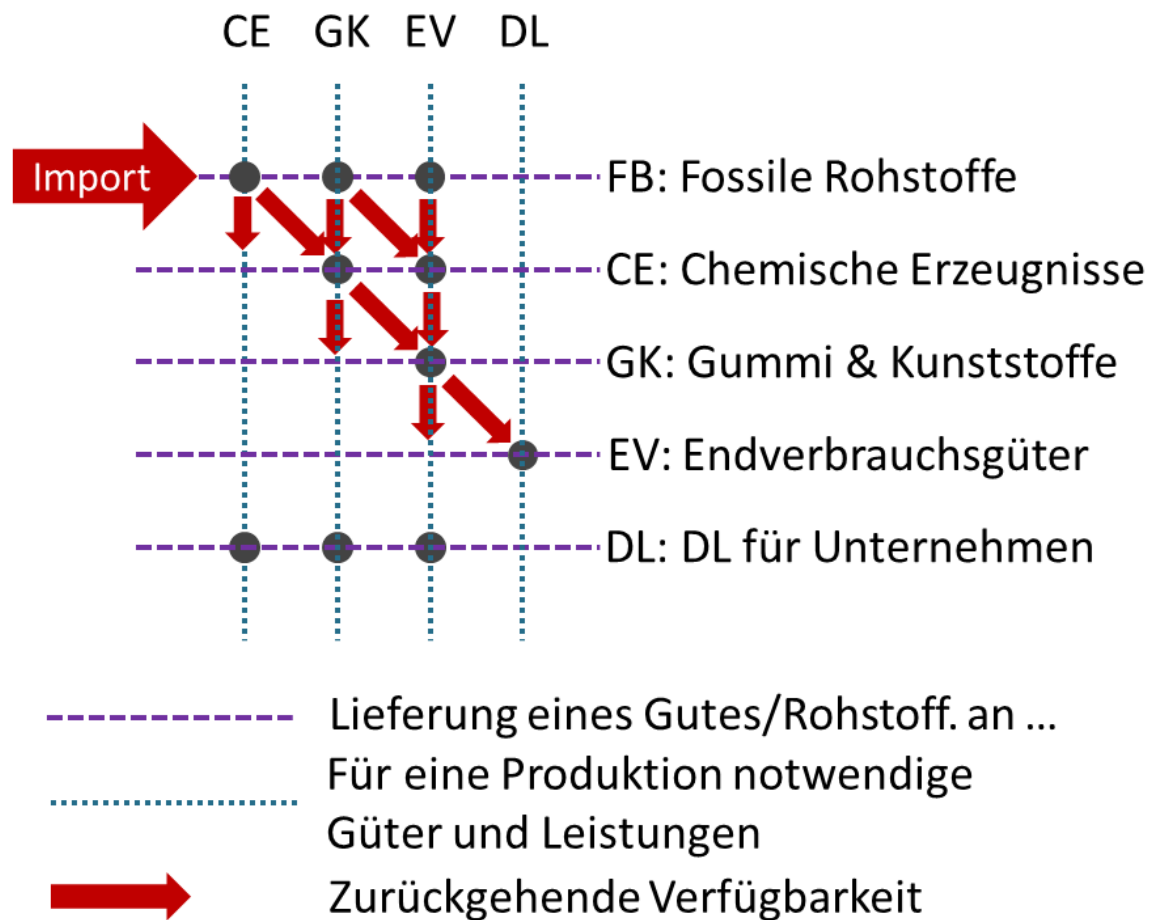 CE GK EV DL
Import
FB: Fossile Rohstoffe
CE: Chemische Erzeugnisse
GK: Gummi & Kunststoffe
EV: Endverbrauchsgüter
DL: DL für Unternehmen
Lieferung eines Gutes/Rohstoff. an ...
Für eine Produktion notwendige
Güter und Leistungen
Zurückgehende Verfügbarkeit